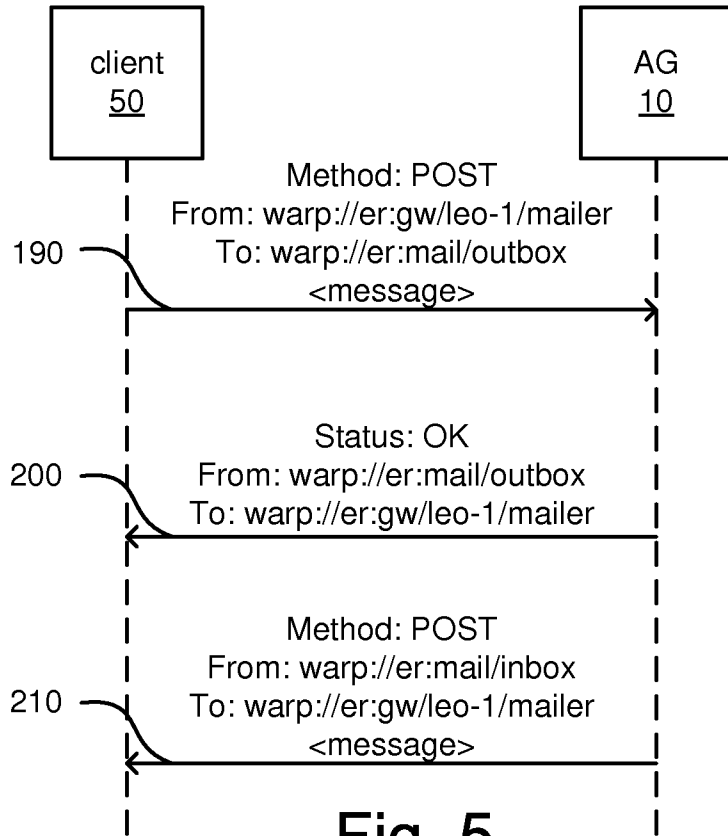 client
50
AG
10
Method: POST
From: warp://er:gw/leo-1/mailer
To: warp://er:mail/outbox
<message>
190
Status: OK
From: warp://er:mail/outbox
To: warp://er:gw/leo-1/mailer
200
Method: POST
From: warp://er:mail/inbox
To: warp://er:gw/leo-1/mailer
<message>
210
Fig. 5